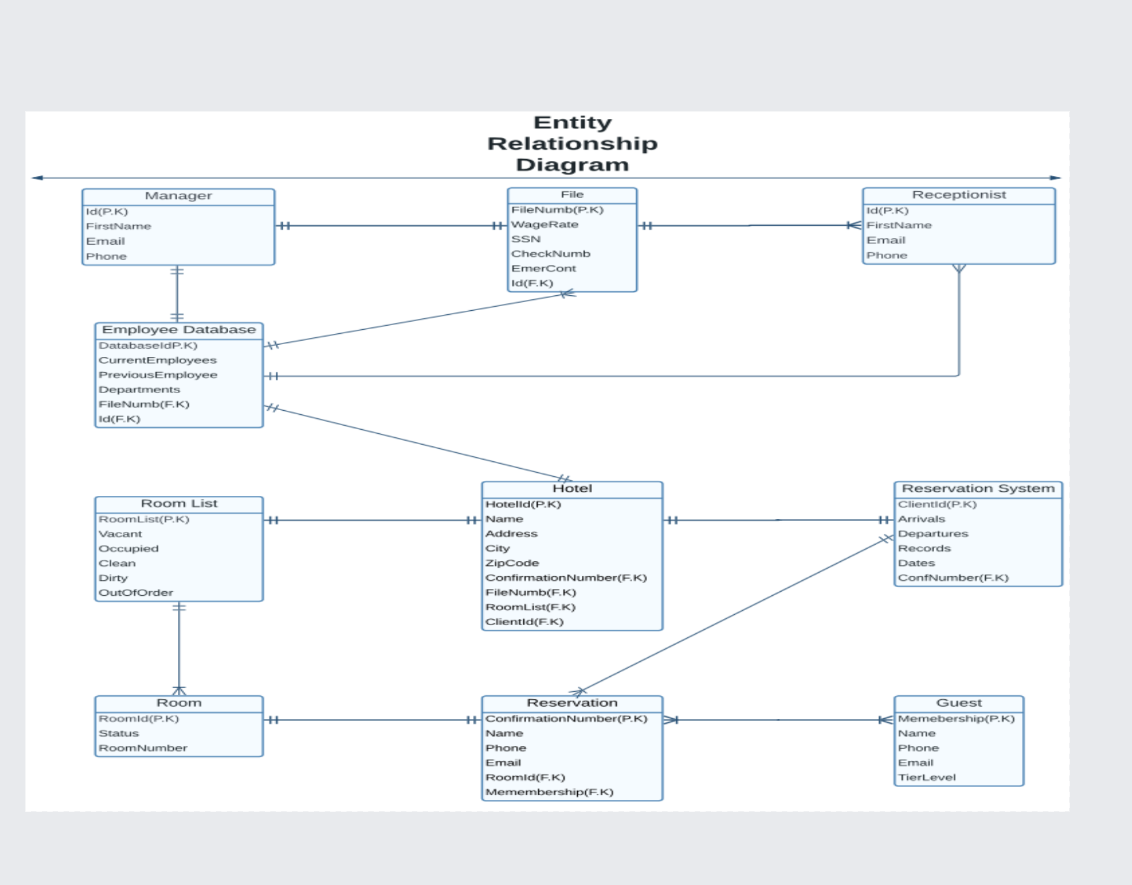 Entity
Relationship
Diagram
Manager
Id(P.K)
FirstName
Email
Phone
File
FileNumb(P.K)
WageRate
SSN
CheckNumb
EmerCont
Id(F.K)
Receptionist
Id(P.K)
FirstName
Email
Phone
Employee Database
DatabaseIdP.K)
CurrentEmployees
PreviousEmployee
Departments
FileNumb(F.K)
Id(F.K)
Room List
RoomList(P.K)
Vacant
Occupied
Clean
Dirty
OutOfOrder
Hotel
HotelId(P.K)
Name
Address
City
ZipCode
ConfirmationNumber(F.K)
FileNumb(F.K)
RoomList(F.K)
ClientId(F.K)
Reservation System
ClientId(P.K)
Arrivals
Departures
Records
Dates
ConfNumber(F.K)
Room
RoomId(P.K)
Status
RoomNumber
Reservation
ConfirmationNumber(P.K)
Name
Phone
Email
RoomId(F.K)
Memembership(F.K)
Guest
Memebership(P.K)
Name
Phone
Email
TierLevel